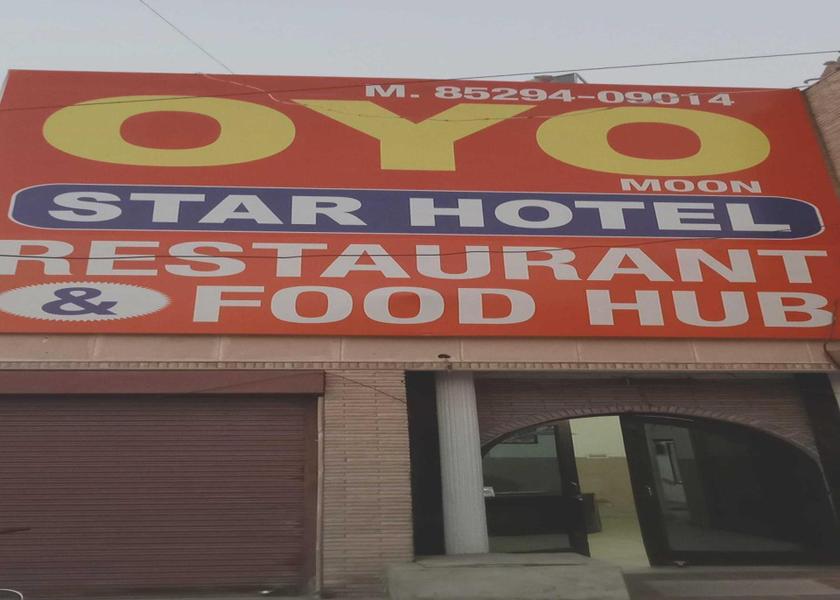 M. 85294-09014
OYO
MOON
STAR HOTEL
RESTAURANT
& FOOD HUB